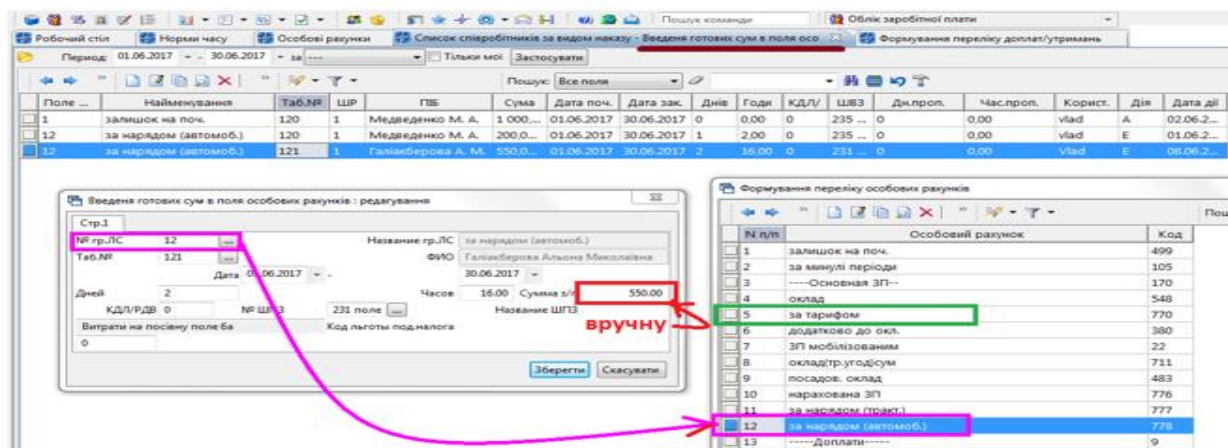 Пошук команди Облік заробітної плати
Робочий стіл Норми часу Особові рахунки Список співробітників за видом наказу - Введеня готових сум в поля осо Формування переліку доплат/утримань
Период: 01.06.2017 - 30.06.2017 за --- Тільки мої Застосувати
Пошук: Все поля
Поле ... Найменування Таб.№ ШР ПІБ Сума Дата поч. Дата зак. Днів Годи КДЛ/ ШВЗ Дн.проп. Час.проп. Корист. Дія Дата дії
1 залишок на поч. 120 1 Медведенко М. А. 1 000,... 01.06.2017 30.06.2017 0 0,00 0 235 ... 0 0,00 vlad A 02.06.2...
12 за нарядом (автомоб.) 120 1 Медведенко М. А. 200,0... 01.06.2017 30.06.2017 1 2,00 0 235 ... 0 0,00 vlad E 01.06.2...
12 за нарядом (автомоб.) 121 1 Галіакберова А. М. 550,0... 01.06.2017 30.06.2017 2 16,00 0 231 ... 0 0,00 Vlad E 08.06.2...
Введеня готових сум в поля особових рахунків : редагування
Стр.1
№ гр.ЛС 12 ... Название гр.ЛС за нарядом (автомоб.)
Таб.№ 121 ... ФИО Галіакберова Альона Миколаївна
Дата .06.2017 - 30.06.2017
Дней 2 Часов 16.00 Сумма з/п 550.00
КДЛ/РДВ 0 № ШПЗ 231 поле ... Название ШПЗ
Витрати на посівну поле ба Код льготы под.налога
0
Зберегти Скасувати
вручну
Формування переліку особових рахунків
Пош
N п/п Особовий рахунок Код
1 залишок на поч. 499
2 за минулі періоди 105
3 ----Основная ЗП-- 170
4 оклад 548
5 за тарифом 770
6 додатково до окл. 380
7 ЗП мобілізованим 22
8 оклад(тр.угод)сум 711
9 посадов. оклад 483
10 нарахована ЗП 776
11 за нарядом (тракт.) 777
12 за нарядом (автомоб.) 778
13 -----Доплати----- 9